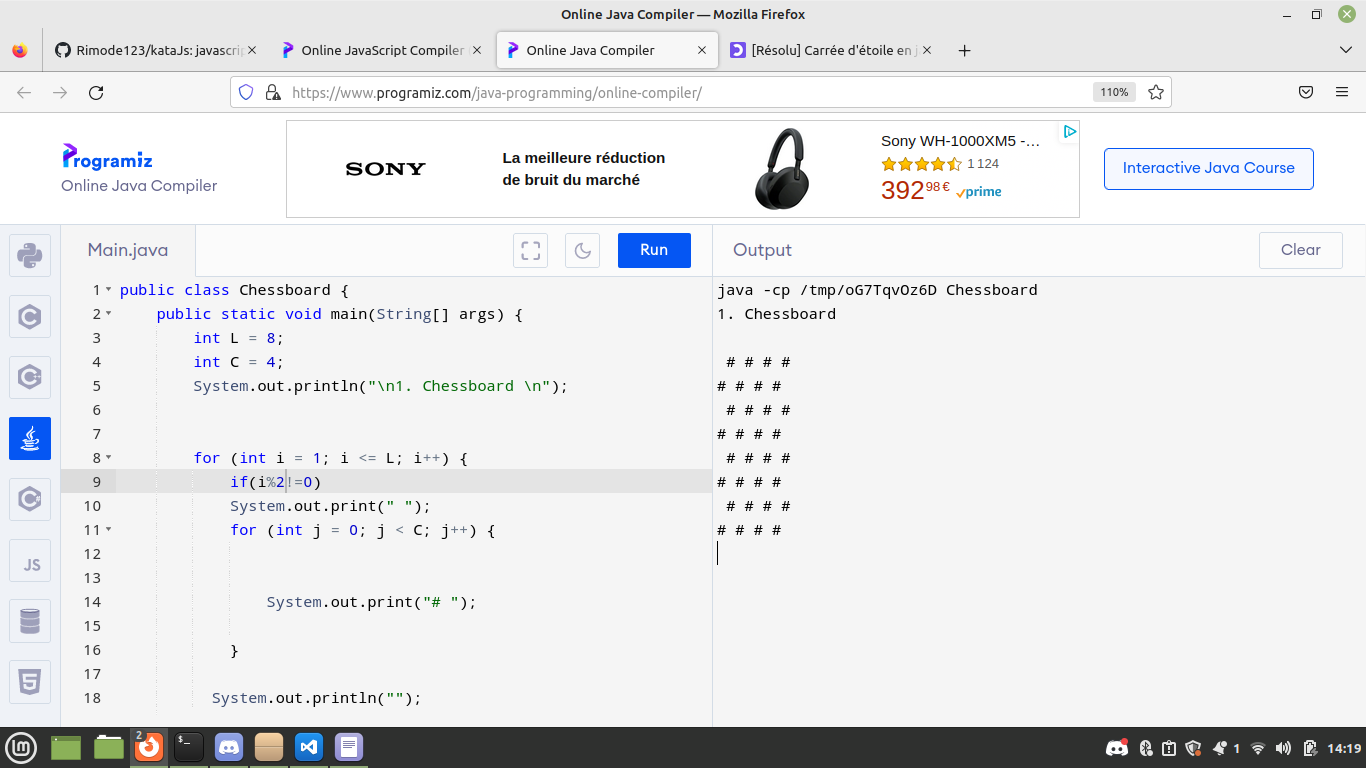 Online Java Compiler — Mozilla Firefox
Rimode123/kataJs: javascrip
Online JavaScript Compiler
Online Java Compiler
[Résolu] Carrée d'étoile en j
https://www.programiz.com/java-programming/online-compiler/
110%
Programiz
Online Java Compiler
SONY
La meilleure réduction
de bruit du marché
Sony WH-1000XM5 -...
1 124
392 98 €
prime
Interactive Java Course
Main.java
Run
Output
Clear
1 public class Chessboard {
2 public static void main(String[] args) {
3 int L = 8;
4 int C = 4;
5 System.out.println("\n1. Chessboard \n");
6
7
8 for (int i = 1; i <= L; i++) {
9 if(i%2!=0)
10 System.out.print(" ");
11 for (int j = 0; j < C; j++) {
12
13
14 System.out.print("# ");
15
16 }
17
18 System.out.println("");
java -cp /tmp/oG7TqvOz6D Chessboard
1. Chessboard
 # # # #
# # # #
 # # # #
# # # #
 # # # #
# # # #
 # # # #
# # # #
JS
2
$_
1
14:19